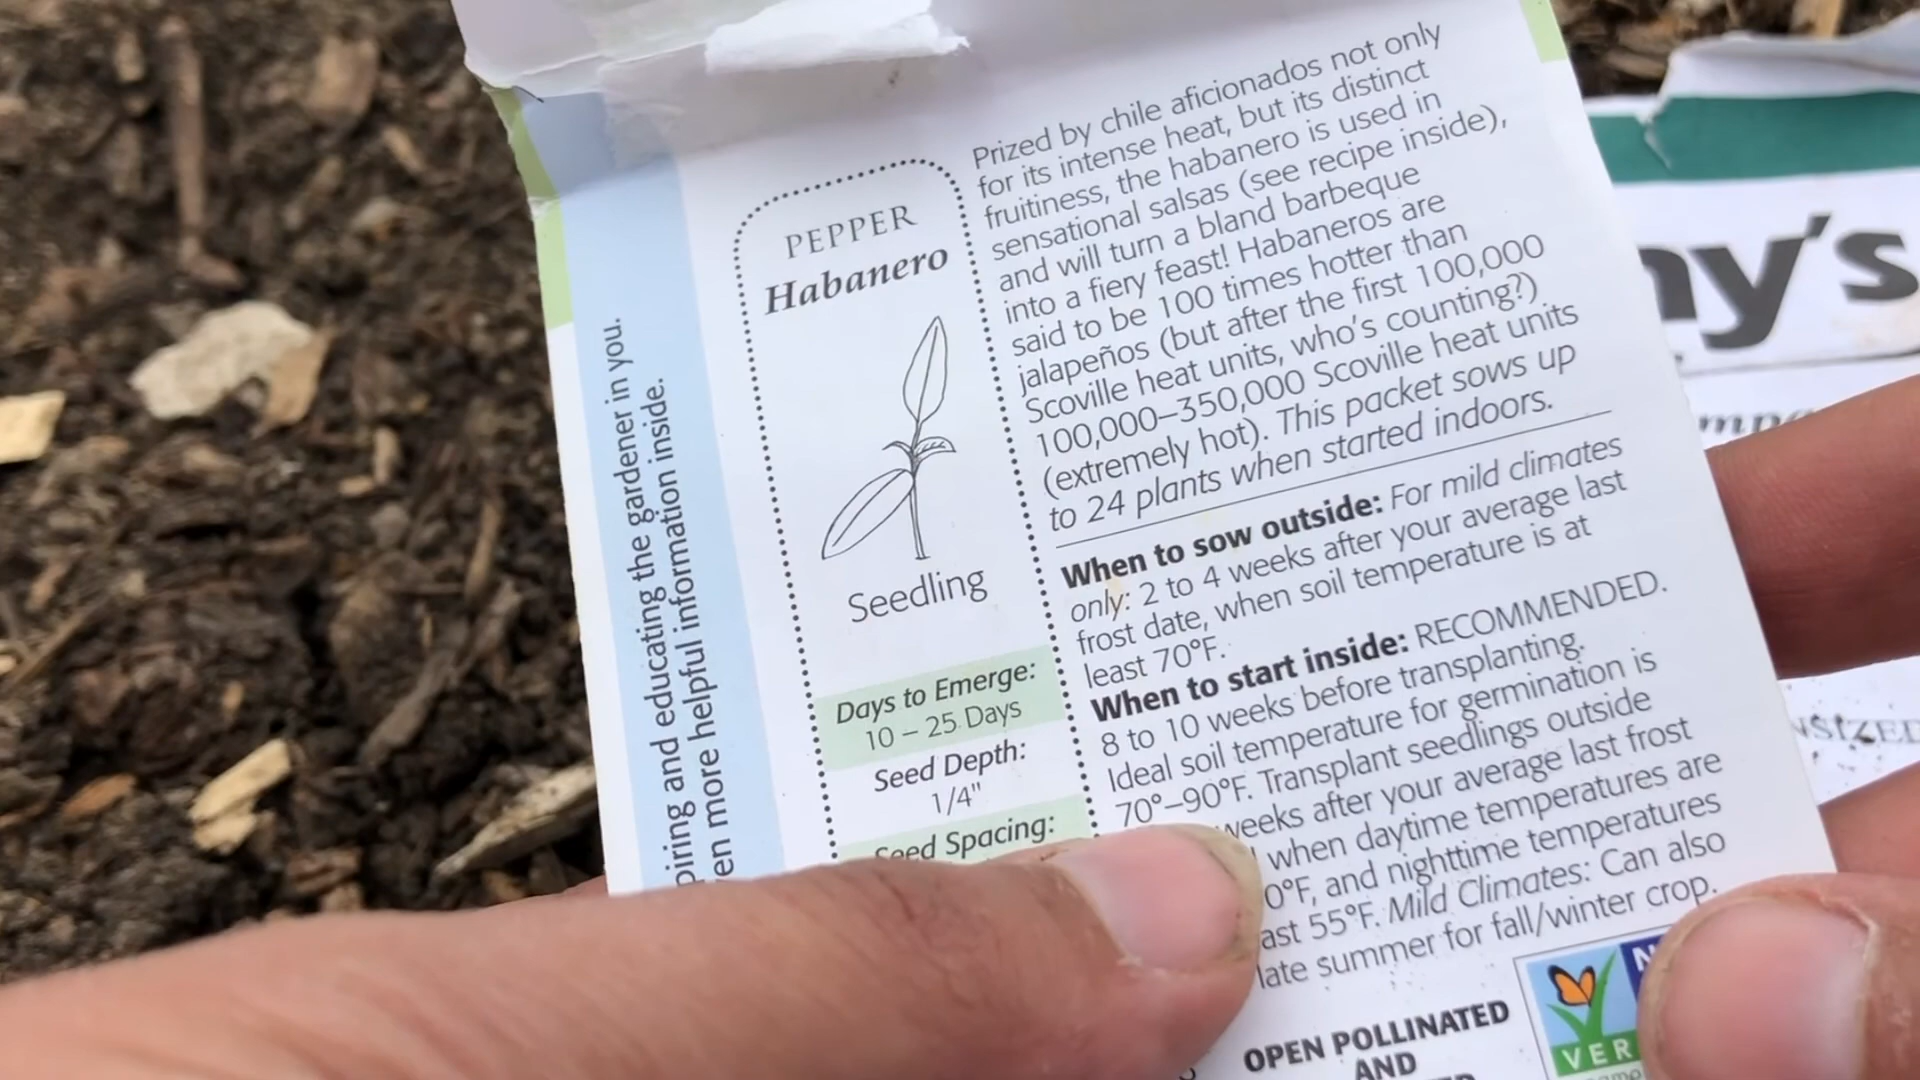 piring and educating the gardener in you.
en more helpful information inside.
PEPPER
Habanero
Seedling
Days to Emerge:
10 – 25 Days
Seed Depth:
1/4"
Seed Spacing:
Prized by chile aficionados not only
for its intense heat, but its distinct
fruitiness, the habanero is used in
sensational salsas (see recipe inside),
and will turn a bland barbeque
into a fiery feast! Habaneros are
said to be 100 times hotter than
jalapeños (but after the first 100,000
Scoville heat units, who's counting?)
100,000–350,000 Scoville heat units
(extremely hot). This packet sows up
to 24 plants when started indoors.
When to sow outside: For mild climates
only: 2 to 4 weeks after your average last
frost date, when soil temperature is at
least 70°F.
When to start inside: RECOMMENDED.
8 to 10 weeks before transplanting.
Ideal soil temperature for germination is
70°–90°F. Transplant seedlings outside
weeks after your average last frost
when daytime temperatures are
0°F, and nighttime temperatures
ast 55°F. Mild Climates: Can also
late summer for fall/winter crop.
OPEN POLLINATED
AND
N
VER
ny's